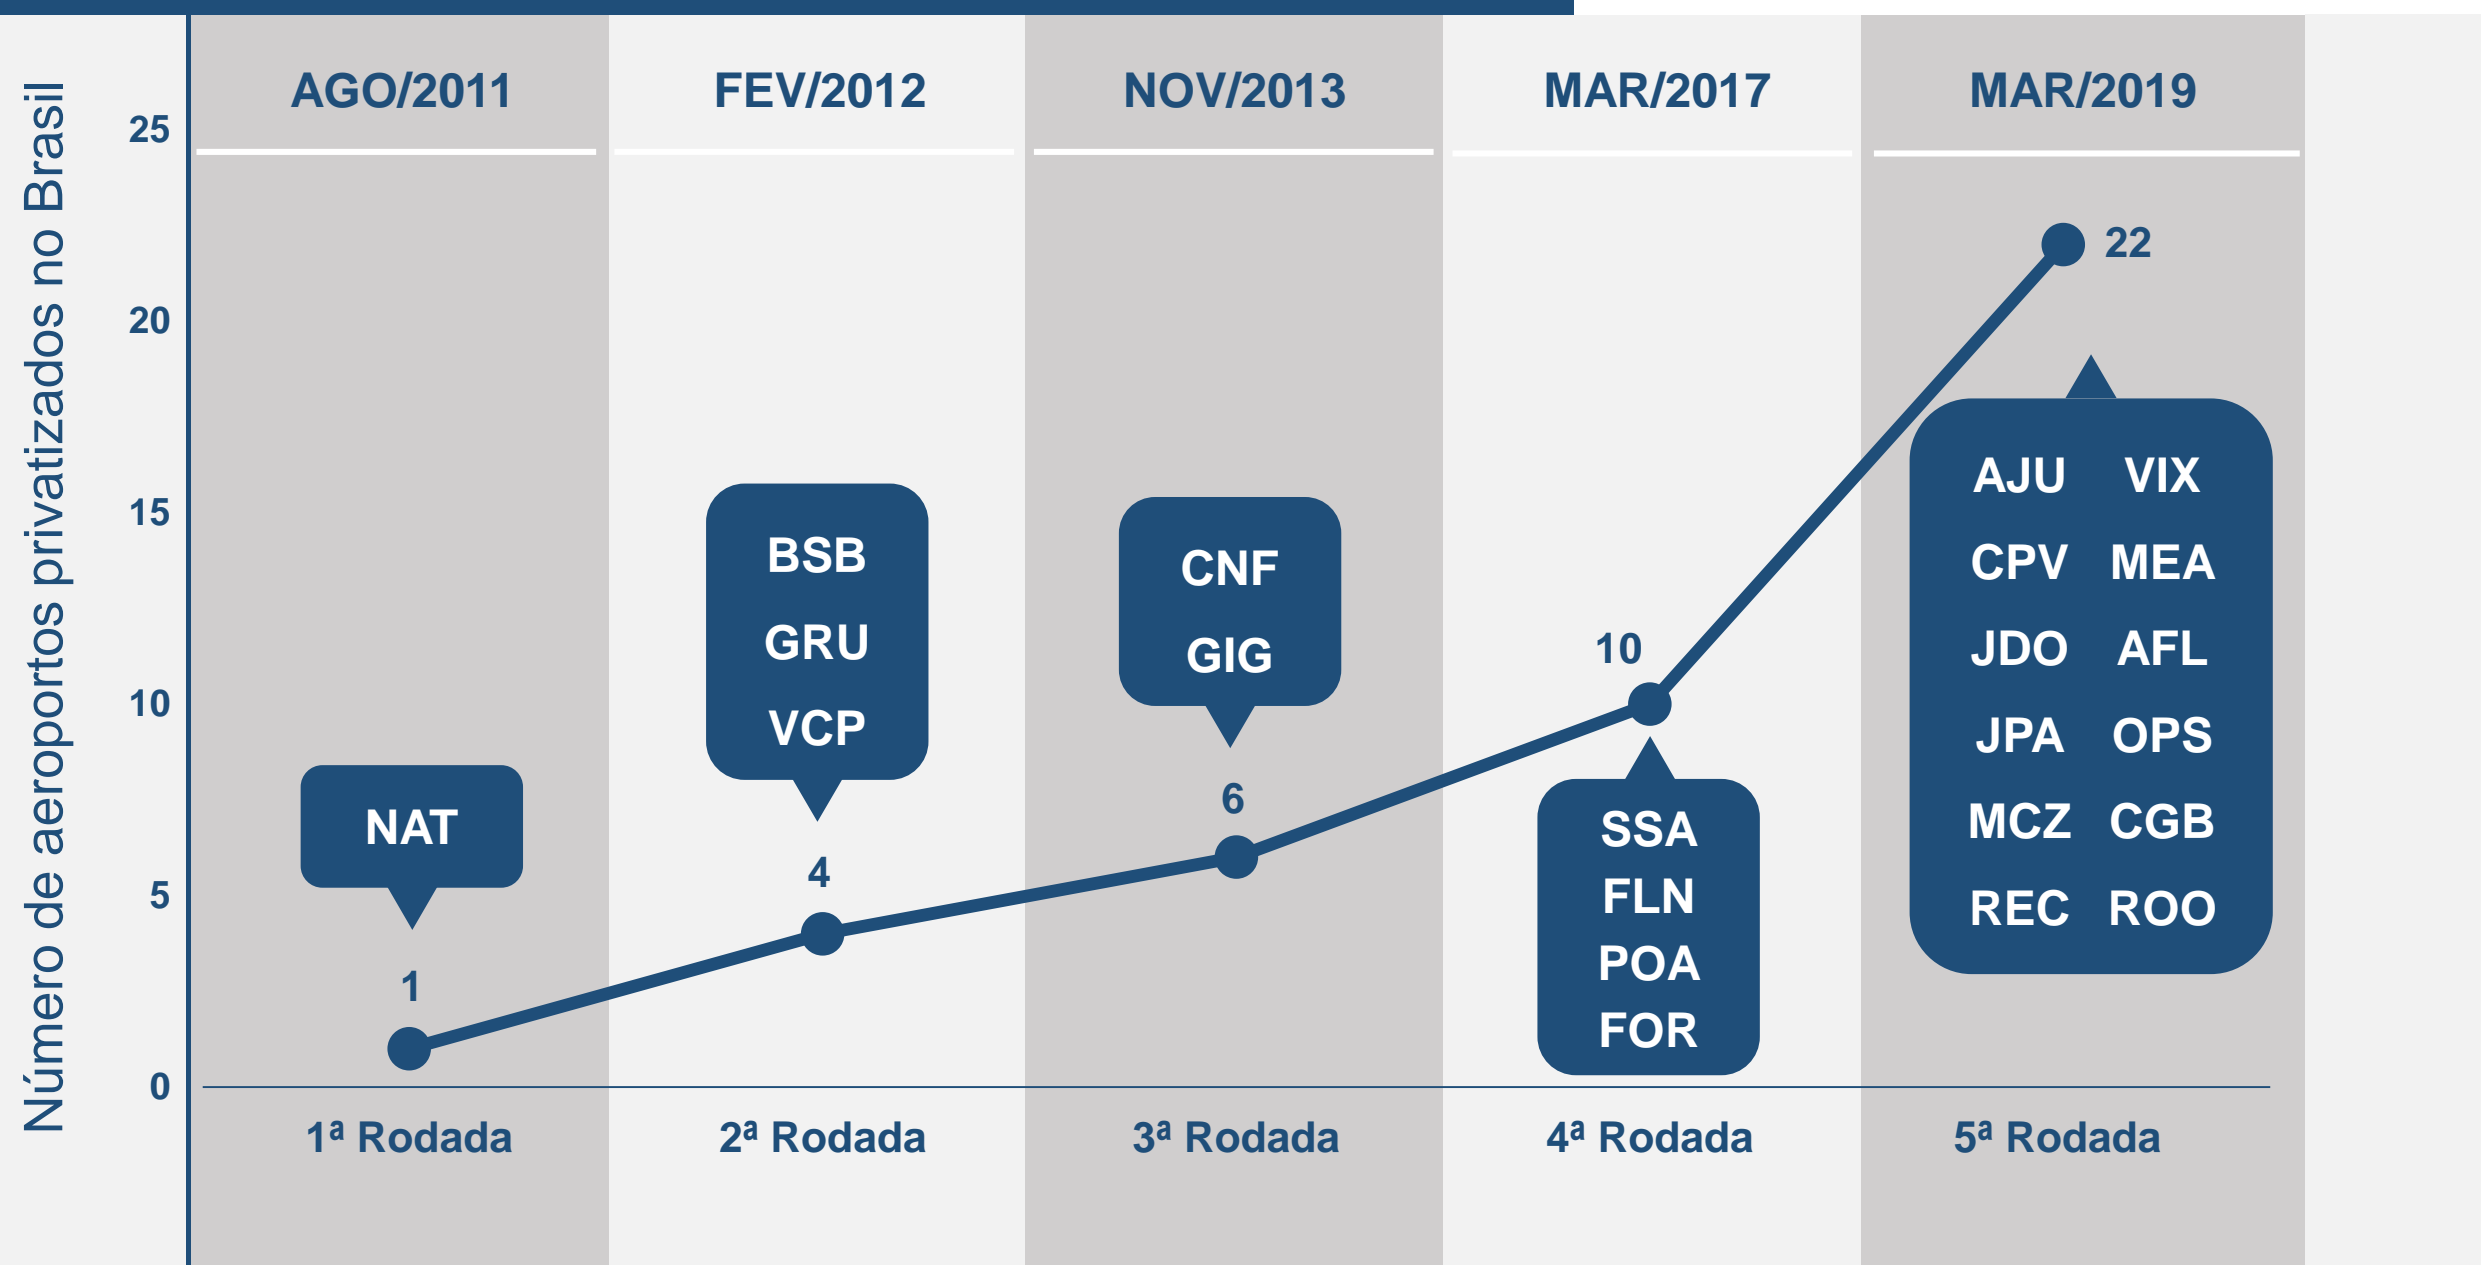 Número de aeroportos privatizados no Brasil
25
20
15
10
5
0
AGO/2011
FEV/2012
NOV/2013
MAR/2017
MAR/2019
NAT
1
BSB
GRU
VCP
4
CNF
GIG
6
10
SSA
FLN
POA
FOR
22
AJU VIX
CPV MEA
JDO AFL
JPA OPS
MCZ CGB
REC ROO
1ª Rodada
2ª Rodada
3ª Rodada
4ª Rodada
5ª Rodada